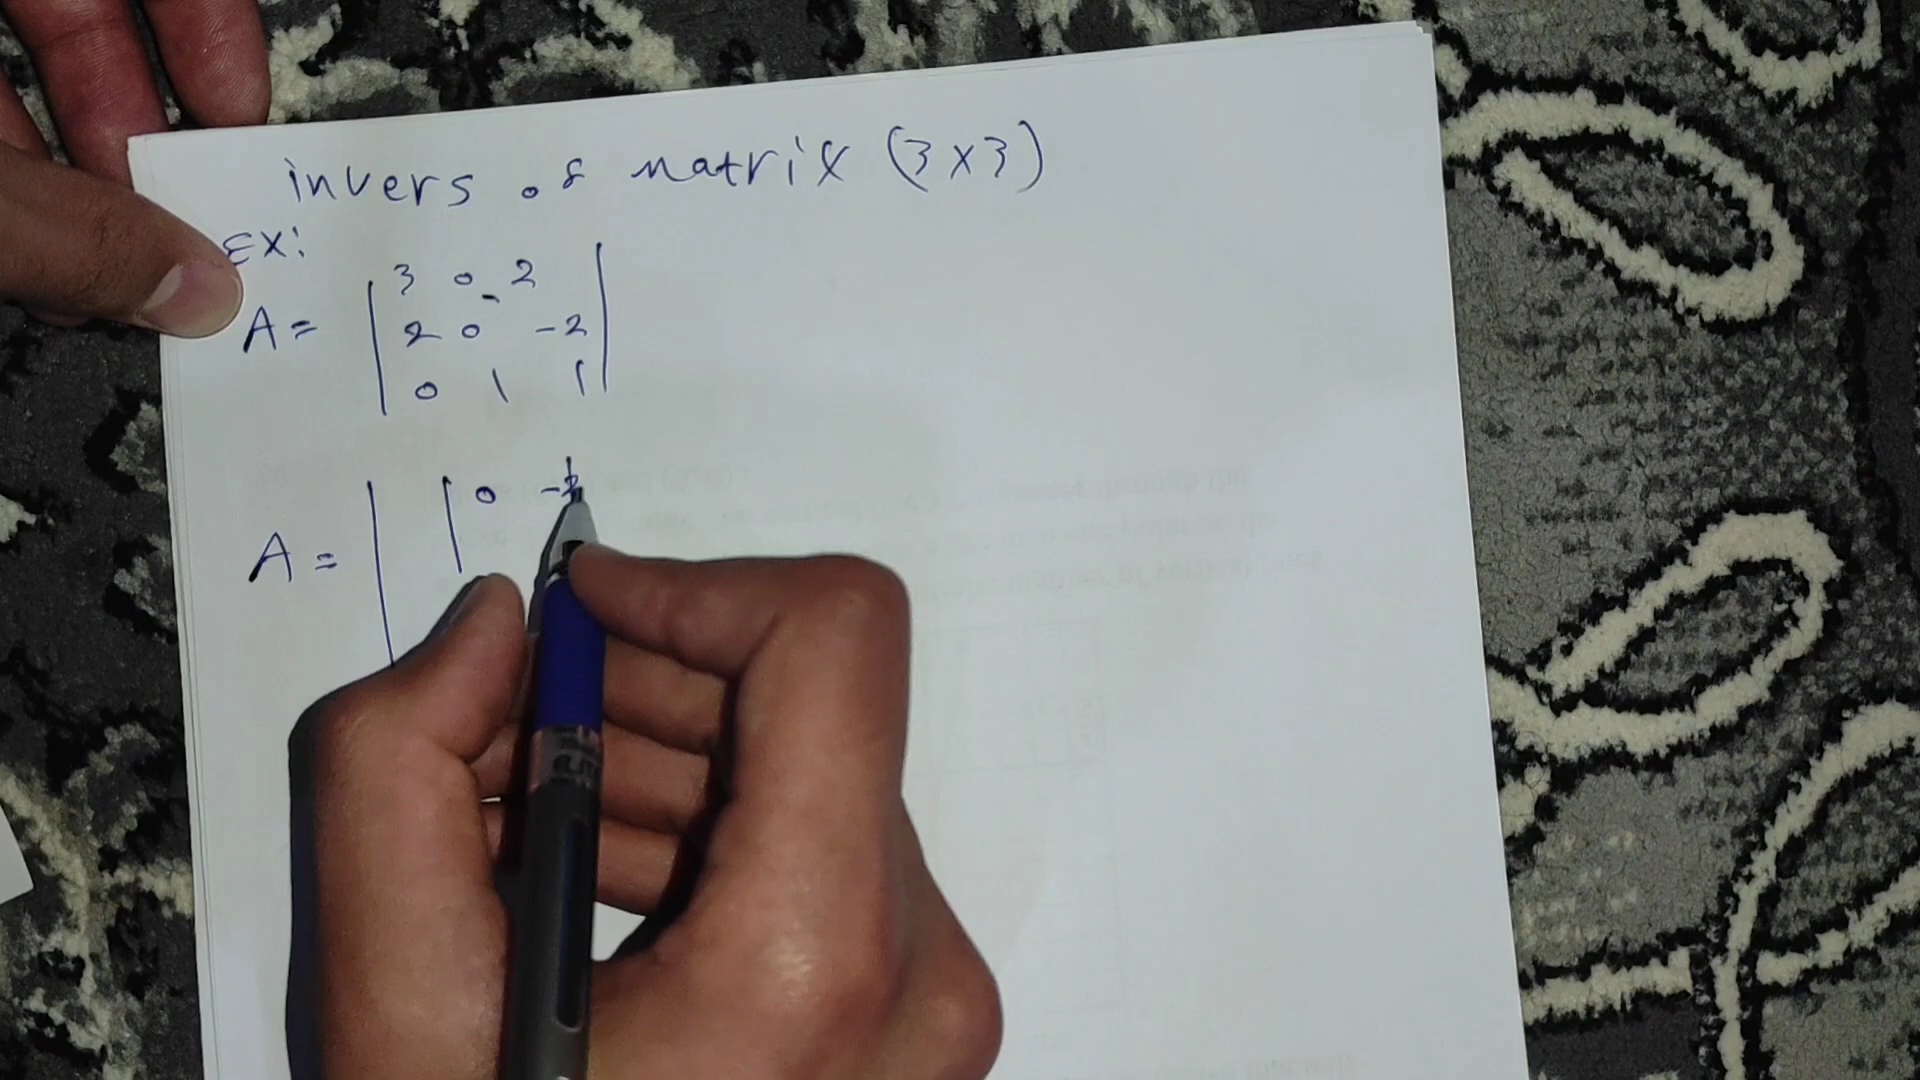 invers of matrix (3x3)
Ex:
A = | 3 0 2 |
| 2 0 -2 |
| 0 1 1 |
A = | | 0